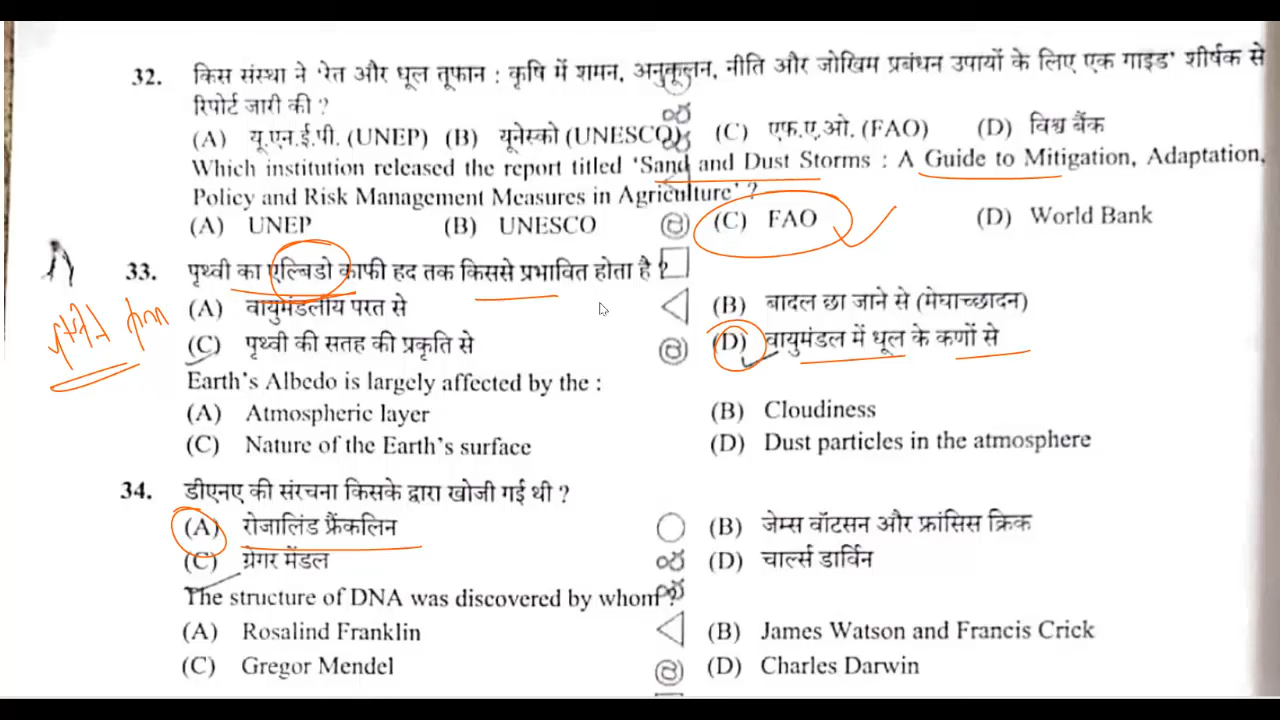 32. किस संस्था ने 'रेत और धूल तूफान : कृषि में शमन, अनुकूलन, नीति और जोखिम प्रबंधन उपायों के लिए एक गाइड' शीर्षक से
रिपोर्ट जारी की ?
(A) यू.एन.ई.पी. (UNEP) (B) यूनेस्को (UNESCO) (C) एफ.ए.ओ. (FAO) (D) विश्व बैंक
Which institution released the report titled 'Sand and Dust Storms : A Guide to Mitigation, Adaptation,
Policy and Risk Management Measures in Agriculture' ?
(A) UNEP (B) UNESCO (C) FAO (D) World Bank
33. पृथ्वी का एल्बिडो काफी हद तक किससे प्रभावित होता है ?
(A) वायुमंडलीय परत से (B) बादल छा जाने से (मेघाच्छादन)
(C) पृथ्वी की सतह की प्रकृति से (D) वायुमंडल में धूल के कणों से
Earth's Albedo is largely affected by the :
(A) Atmospheric layer (B) Cloudiness
(C) Nature of the Earth's surface (D) Dust particles in the atmosphere
34. डीएनए की संरचना किसके द्वारा खोजी गई थी ?
(A) रोजालिंड फ्रैंकलिन (B) जेम्स वॉटसन और फ्रांसिस क्रिक
(C) ग्रेगर मेंडल (D) चार्ल्स डार्विन
The structure of DNA was discovered by whom ?
(A) Rosalind Franklin (B) James Watson and Francis Crick
(C) Gregor Mendel (D) Charles Darwin